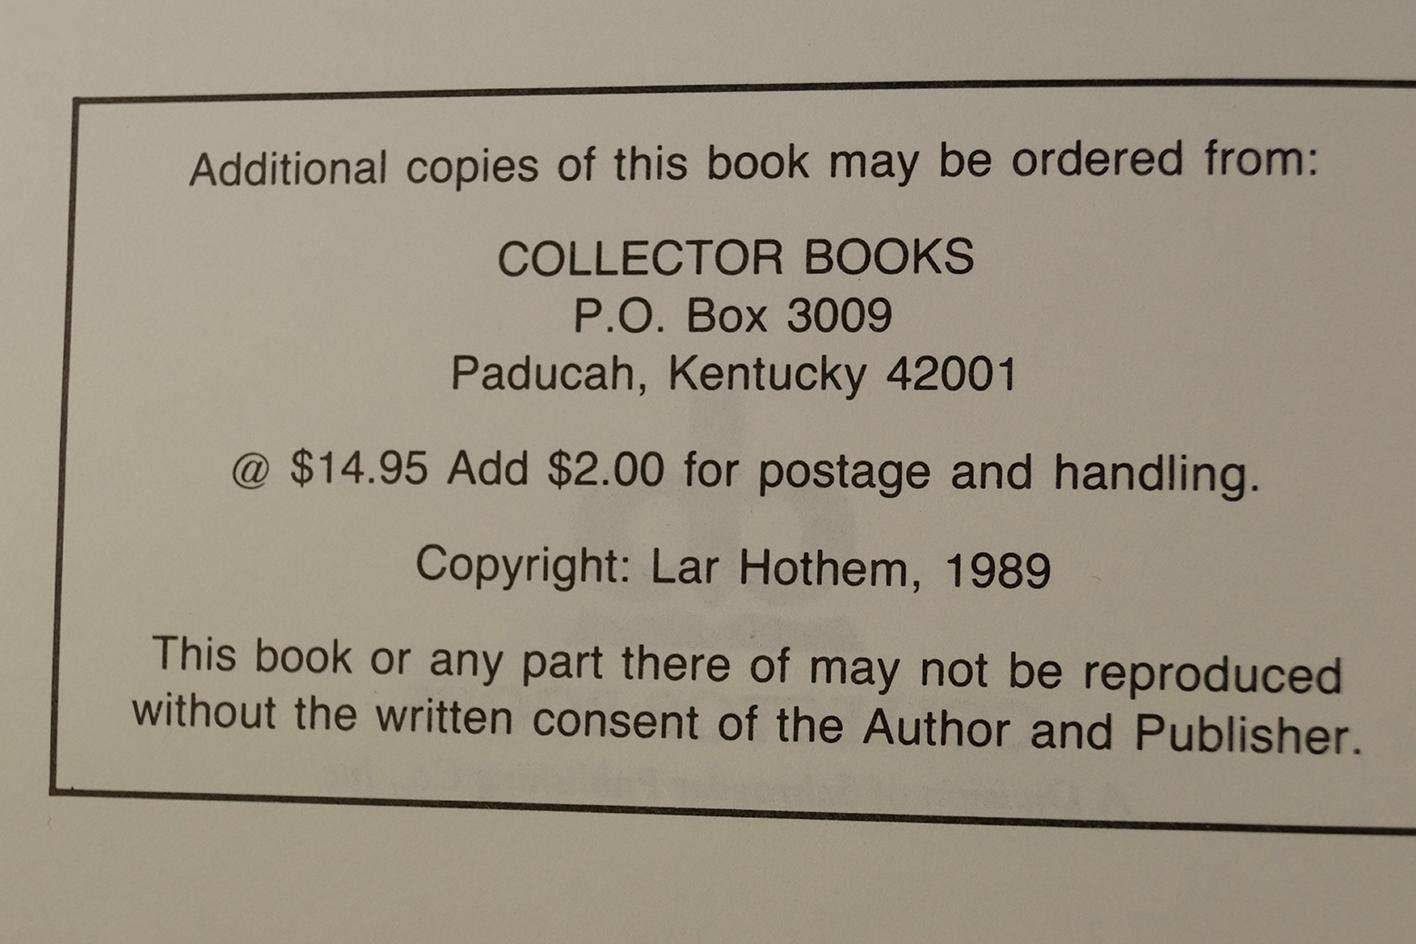 Additional copies of this book may be ordered from:
COLLECTOR BOOKS
P.O. Box 3009
Paducah, Kentucky 42001
@ $14.95 Add $2.00 for postage and handling.
Copyright: Lar Hothem, 1989
This book or any part there of may not be reproduced
without the written consent of the Author and Publisher.